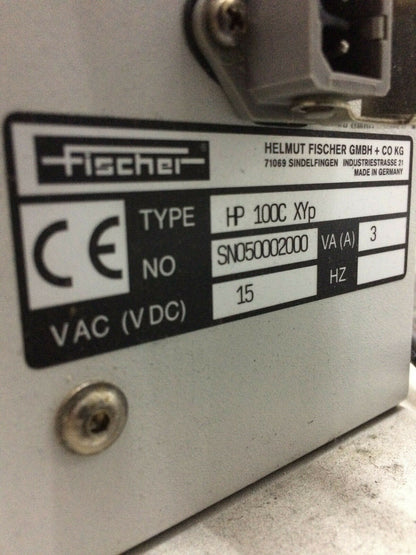 fischer®
HELMUT FISCHER GMBH + CO KG
71069 SINDELFINGEN INDUSTRIESTRASSE 21
MADE IN GERMANY
CE
TYPE HP 100C XYp
NO SN050002000 VA (A) 3
VAC (VDC) 15 HZ